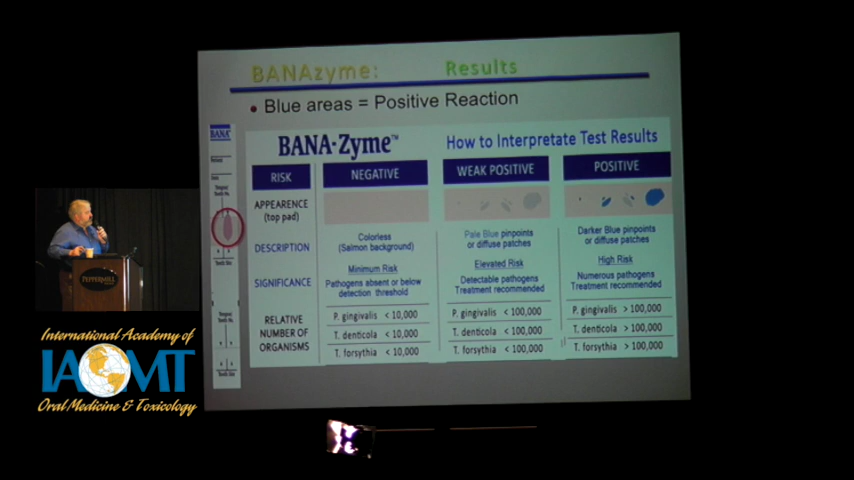 BANAzyme: Results
• Blue areas = Positive Reaction
BANA
BANA-Zyme™ How to Interpretate Test Results
RISK NEGATIVE WEAK POSITIVE POSITIVE
APPEARENCE
(top pad)
DESCRIPTION
Colorless
(Salmon background)
Pale Blue pinpoints
or diffuse patches
Darker Blue pinpoints
or diffuse patches
SIGNIFICANCE
Minimum Risk
Pathogens absent or below
detection threshold
Elevated Risk
Detectable pathogens
Treatment recommended
High Risk
Numerous pathogens
Treatment recommended
RELATIVE
NUMBER OF
ORGANISMS
P. gingivalis < 10,000
T. denticola < 10,000
T. forsythia < 10,000
P. gingivalis < 100,000
T. denticola < 100,000
T. forsythia < 100,000
P. gingivalis > 100,000
T. denticola > 100,000
T. forsythia > 100,000
PEPPERMILL
International Academy of
IAOMT
Oral Medicine & Toxicology